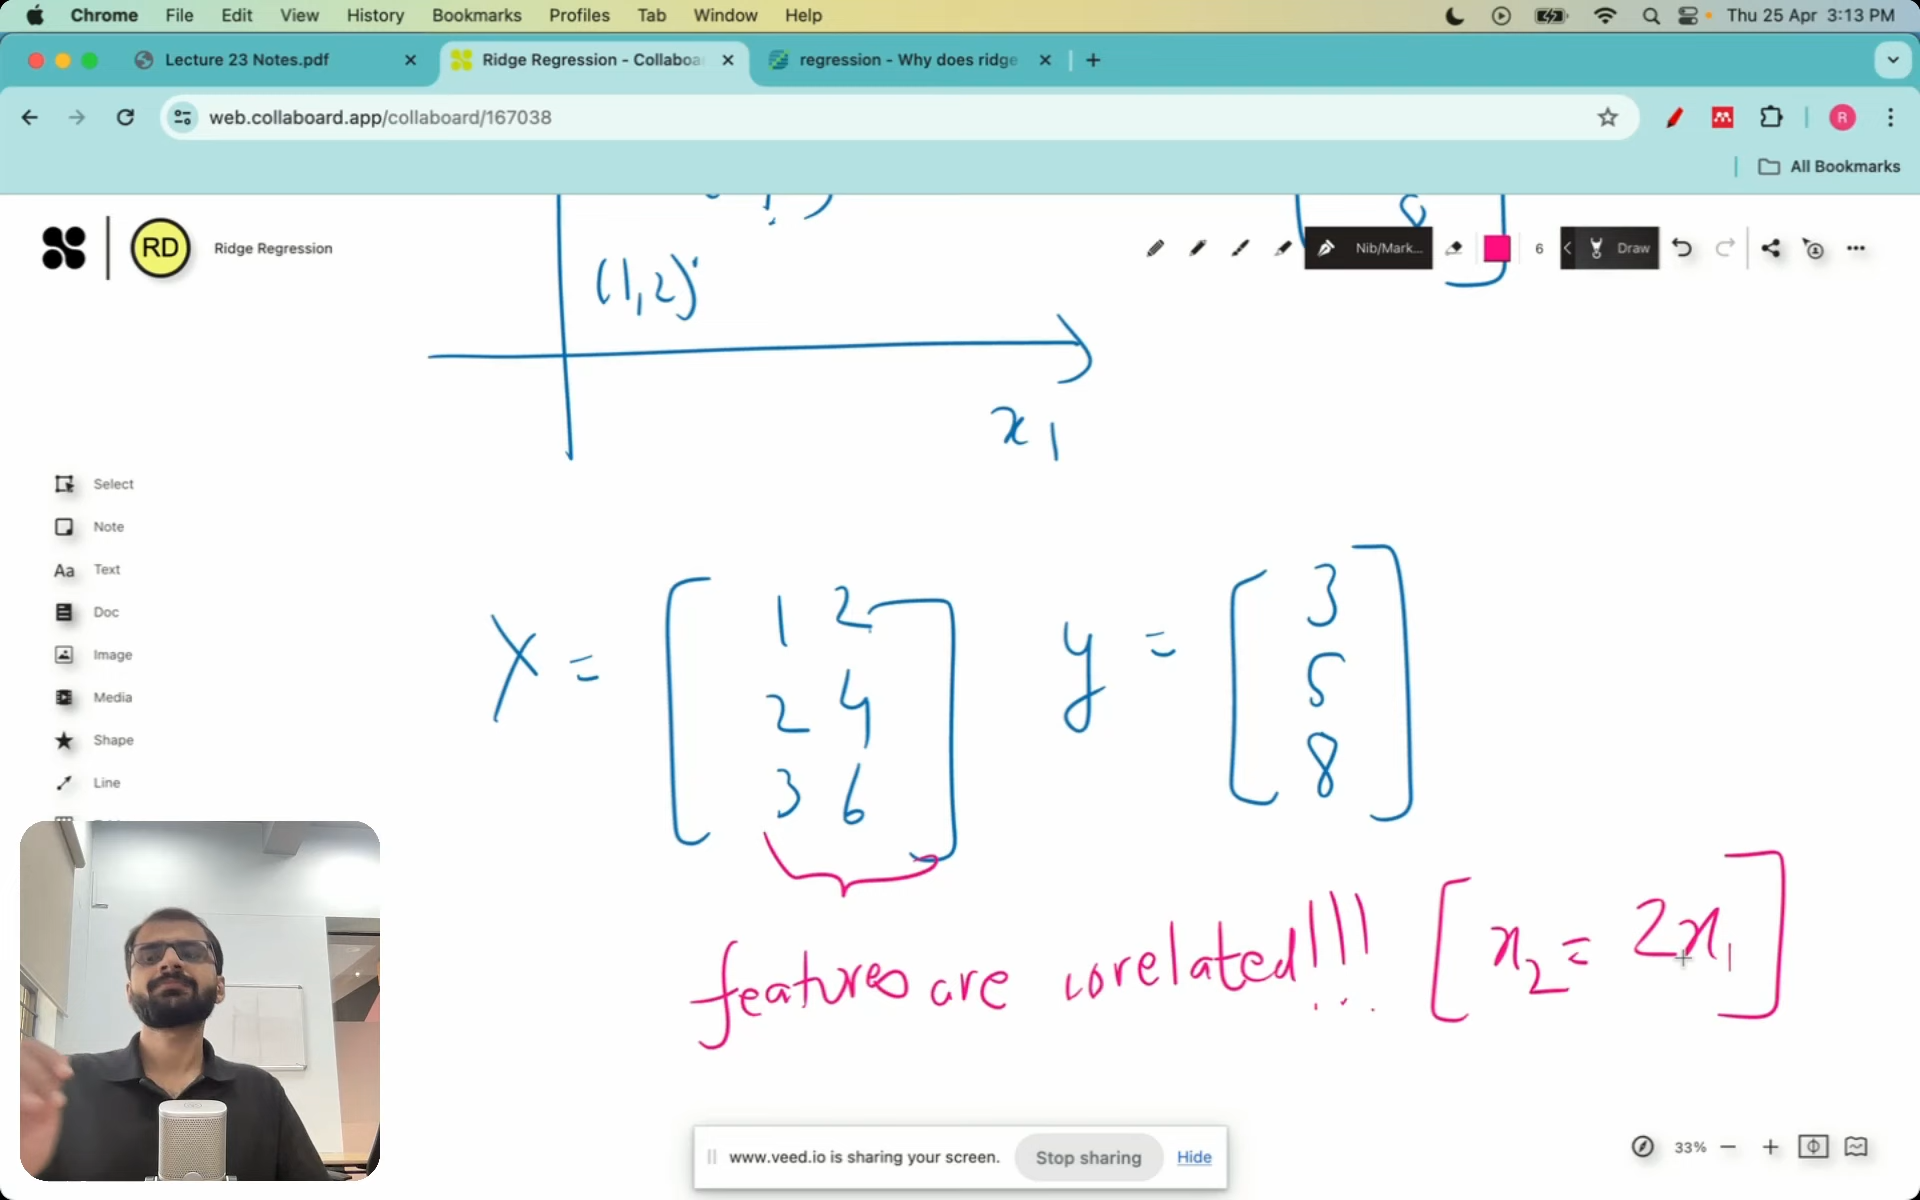 Chrome File Edit View History Bookmarks Profiles Tab Window Help Thu 25 Apr 3:13 PM
Lecture 23 Notes.pdf Ridge Regression - Collaboa regression - Why does ridge
web.collaboard.app/collaboard/167038 R
All Bookmarks
8
RD Ridge Regression Nib/Mark... 6 Draw
(1,2)
x1
Select
Note
Aa Text
Doc
Image
Media
Shape
Line
X = [ 1 2 y = [ 3
2 4 5
3 6 ] 8 ]
features are corelated!!! [ x2 = 2x1 ]
www.veed.io is sharing your screen. Stop sharing Hide
33%